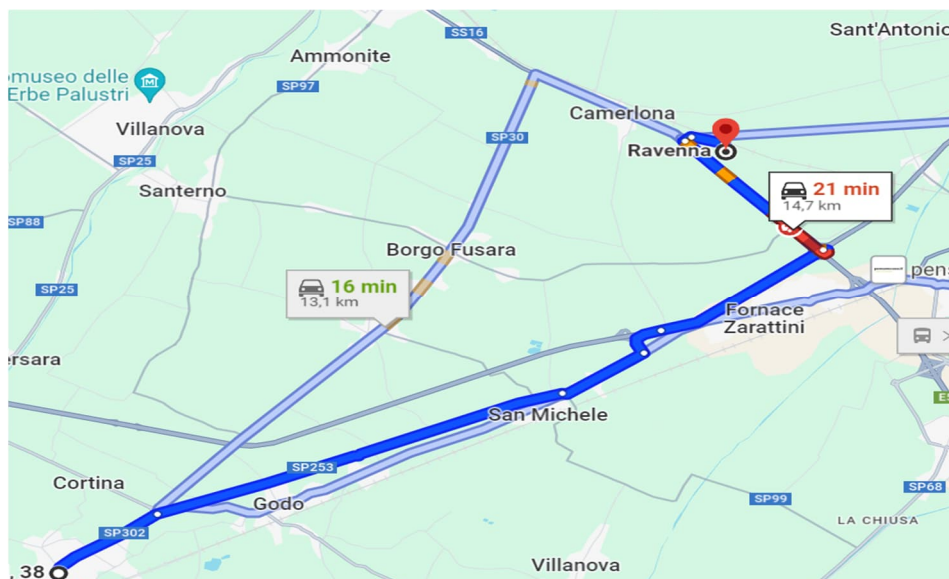 SS16
Sant'Antonio
Ammonite
omuseo delle
Erbe Palustri
SP97
Camerlona
Villanova
SP30
Ravenna
SP25
Santerno
21 min
14,7 km
SP88
Borgo Fusara
pens
SP25
16 min
13,1 km
Fornace
Zarattini
ersara
San Michele
SP253
Cortina
SP99
SP68
Godo
LA CHIUSA
SP302
Villanova
, 38